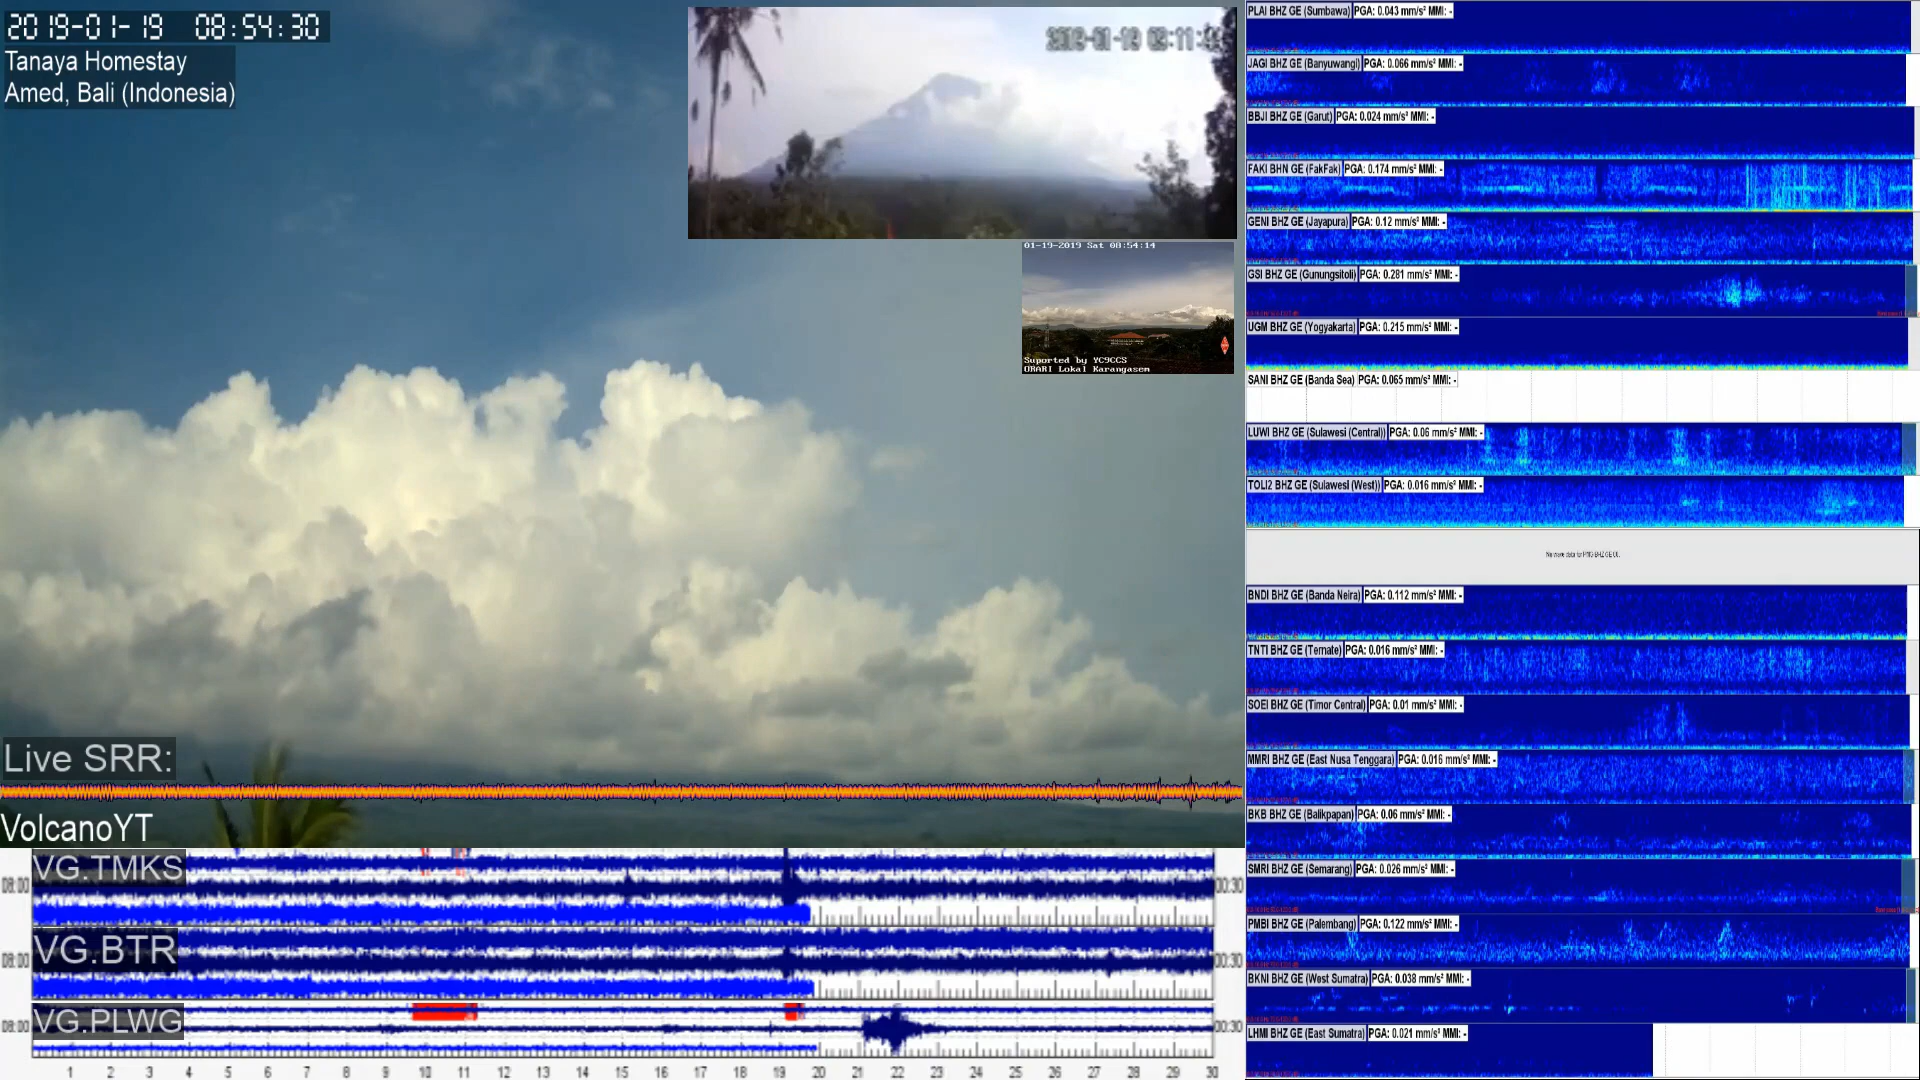 2019-01-19 08:54:30
Tanaya Homestay
Amed, Bali (Indonesia)
01-19-2019 Sat 08:54:14
Suported by YC9CCS
ORARI Lokal Karangasem
Live SRR:
VolcanoYT
VG.TMKS
08:00
00:30
VG.BTR
08:00
00:30
VG.PLWG
08:00
00:30
1 2 3 4 5 6 7 8 9 10 11 12 13 14 15 16 17 18 19 20 21 22 23 24 25 26 27 28 29 30
PLAI BHZ GE (Sumbawa) PGA: 0.043 mm/s² MMI: -
JAGI BHZ GE (Banyuwangi) PGA: 0.066 mm/s² MMI: -
BBJI BHZ GE (Garut) PGA: 0.024 mm/s² MMI: -
FAKI BHN GE (FakFak) PGA: 0.174 mm/s² MMI: -
GENI BHZ GE (Jayapura) PGA: 0.12 mm/s² MMI: -
GSI BHZ GE (Gunungsitoli) PGA: 0.281 mm/s² MMI: -
UGM BHZ GE (Yogyakarta) PGA: 0.215 mm/s² MMI: -
SANI BHZ GE (Banda Sea) PGA: 0.065 mm/s² MMI: -
LUWI BHZ GE (Sulawesi (Central)) PGA: 0.06 mm/s² MMI: -
TOLI2 BHZ GE (Sulawesi (West)) PGA: 0.016 mm/s² MMI: -
BNDI BHZ GE (Banda Neira) PGA: 0.112 mm/s² MMI: -
TNTI BHZ GE (Ternate) PGA: 0.016 mm/s² MMI: -
SOEI BHZ GE (Timor Central) PGA: 0.01 mm/s² MMI: -
MMRI BHZ GE (East Nusa Tenggara) PGA: 0.016 mm/s² MMI: -
BKB BHZ GE (Balikpapan) PGA: 0.06 mm/s² MMI: -
SMRI BHZ GE (Semarang) PGA: 0.026 mm/s² MMI: -
PMBI BHZ GE (Palembang) PGA: 0.122 mm/s² MMI: -
BKNI BHZ GE (West Sumatra) PGA: 0.038 mm/s² MMI: -
LHMI BHZ GE (East Sumatra) PGA: 0.021 mm/s² MMI: -